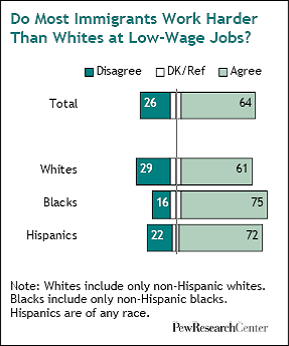 Do Most Immigrants Work Harder
Than Whites at Low-Wage Jobs?
Disagree DK/Ref Agree
Total 26 64
Whites 29 61
Blacks 16 75
Hispanics 22 72
Note: Whites include only non-Hispanic whites.
Blacks include only non-Hispanic blacks.
Hispanics are of any race.
PewResearchCenter